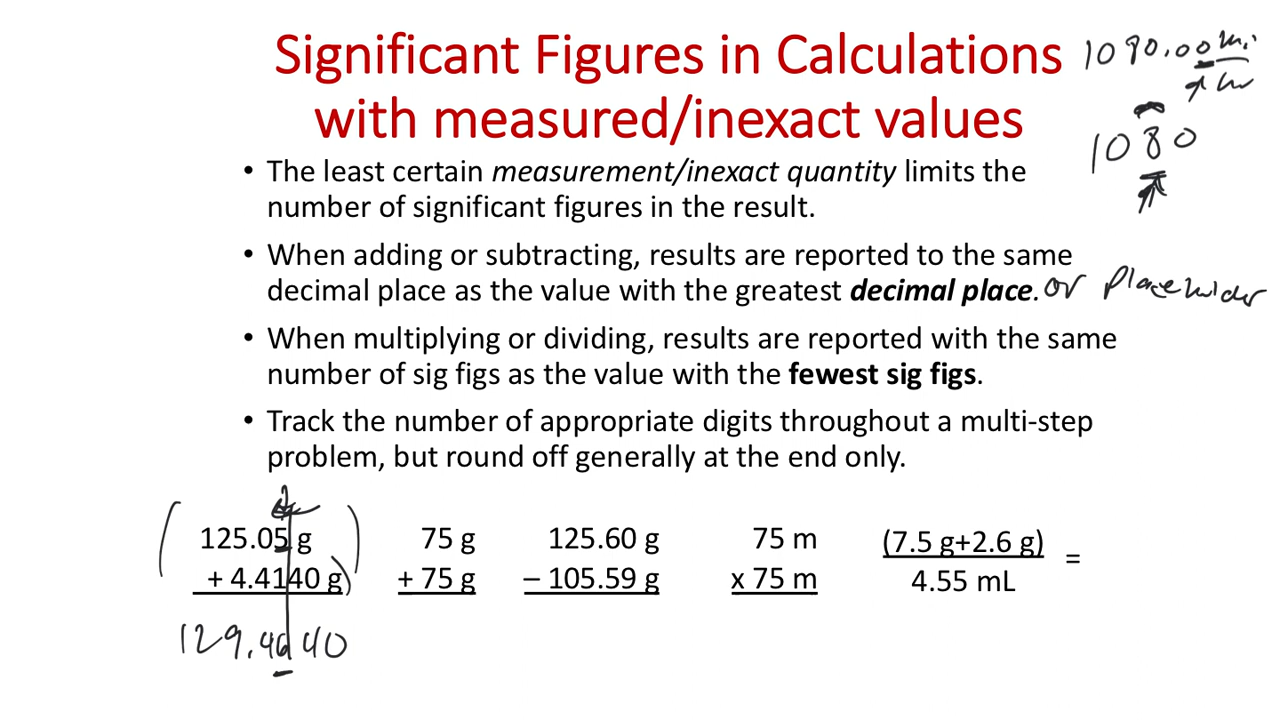 Significant Figures in Calculations
with measured/inexact values
1090.00 mi
hr
1080
• The least certain measurement/inexact quantity limits the
number of significant figures in the result.
• When adding or subtracting, results are reported to the same
decimal place as the value with the greatest decimal place. or placeholder
• When multiplying or dividing, results are reported with the same
number of sig figs as the value with the fewest sig figs.
• Track the number of appropriate digits throughout a multi-step
problem, but round off generally at the end only.
(125.05 g
+ 4.4140 g)
129.4640
75 g
+ 75 g
125.60 g
– 105.59 g
75 m
x 75 m
(7.5 g+2.6 g) =
4.55 mL